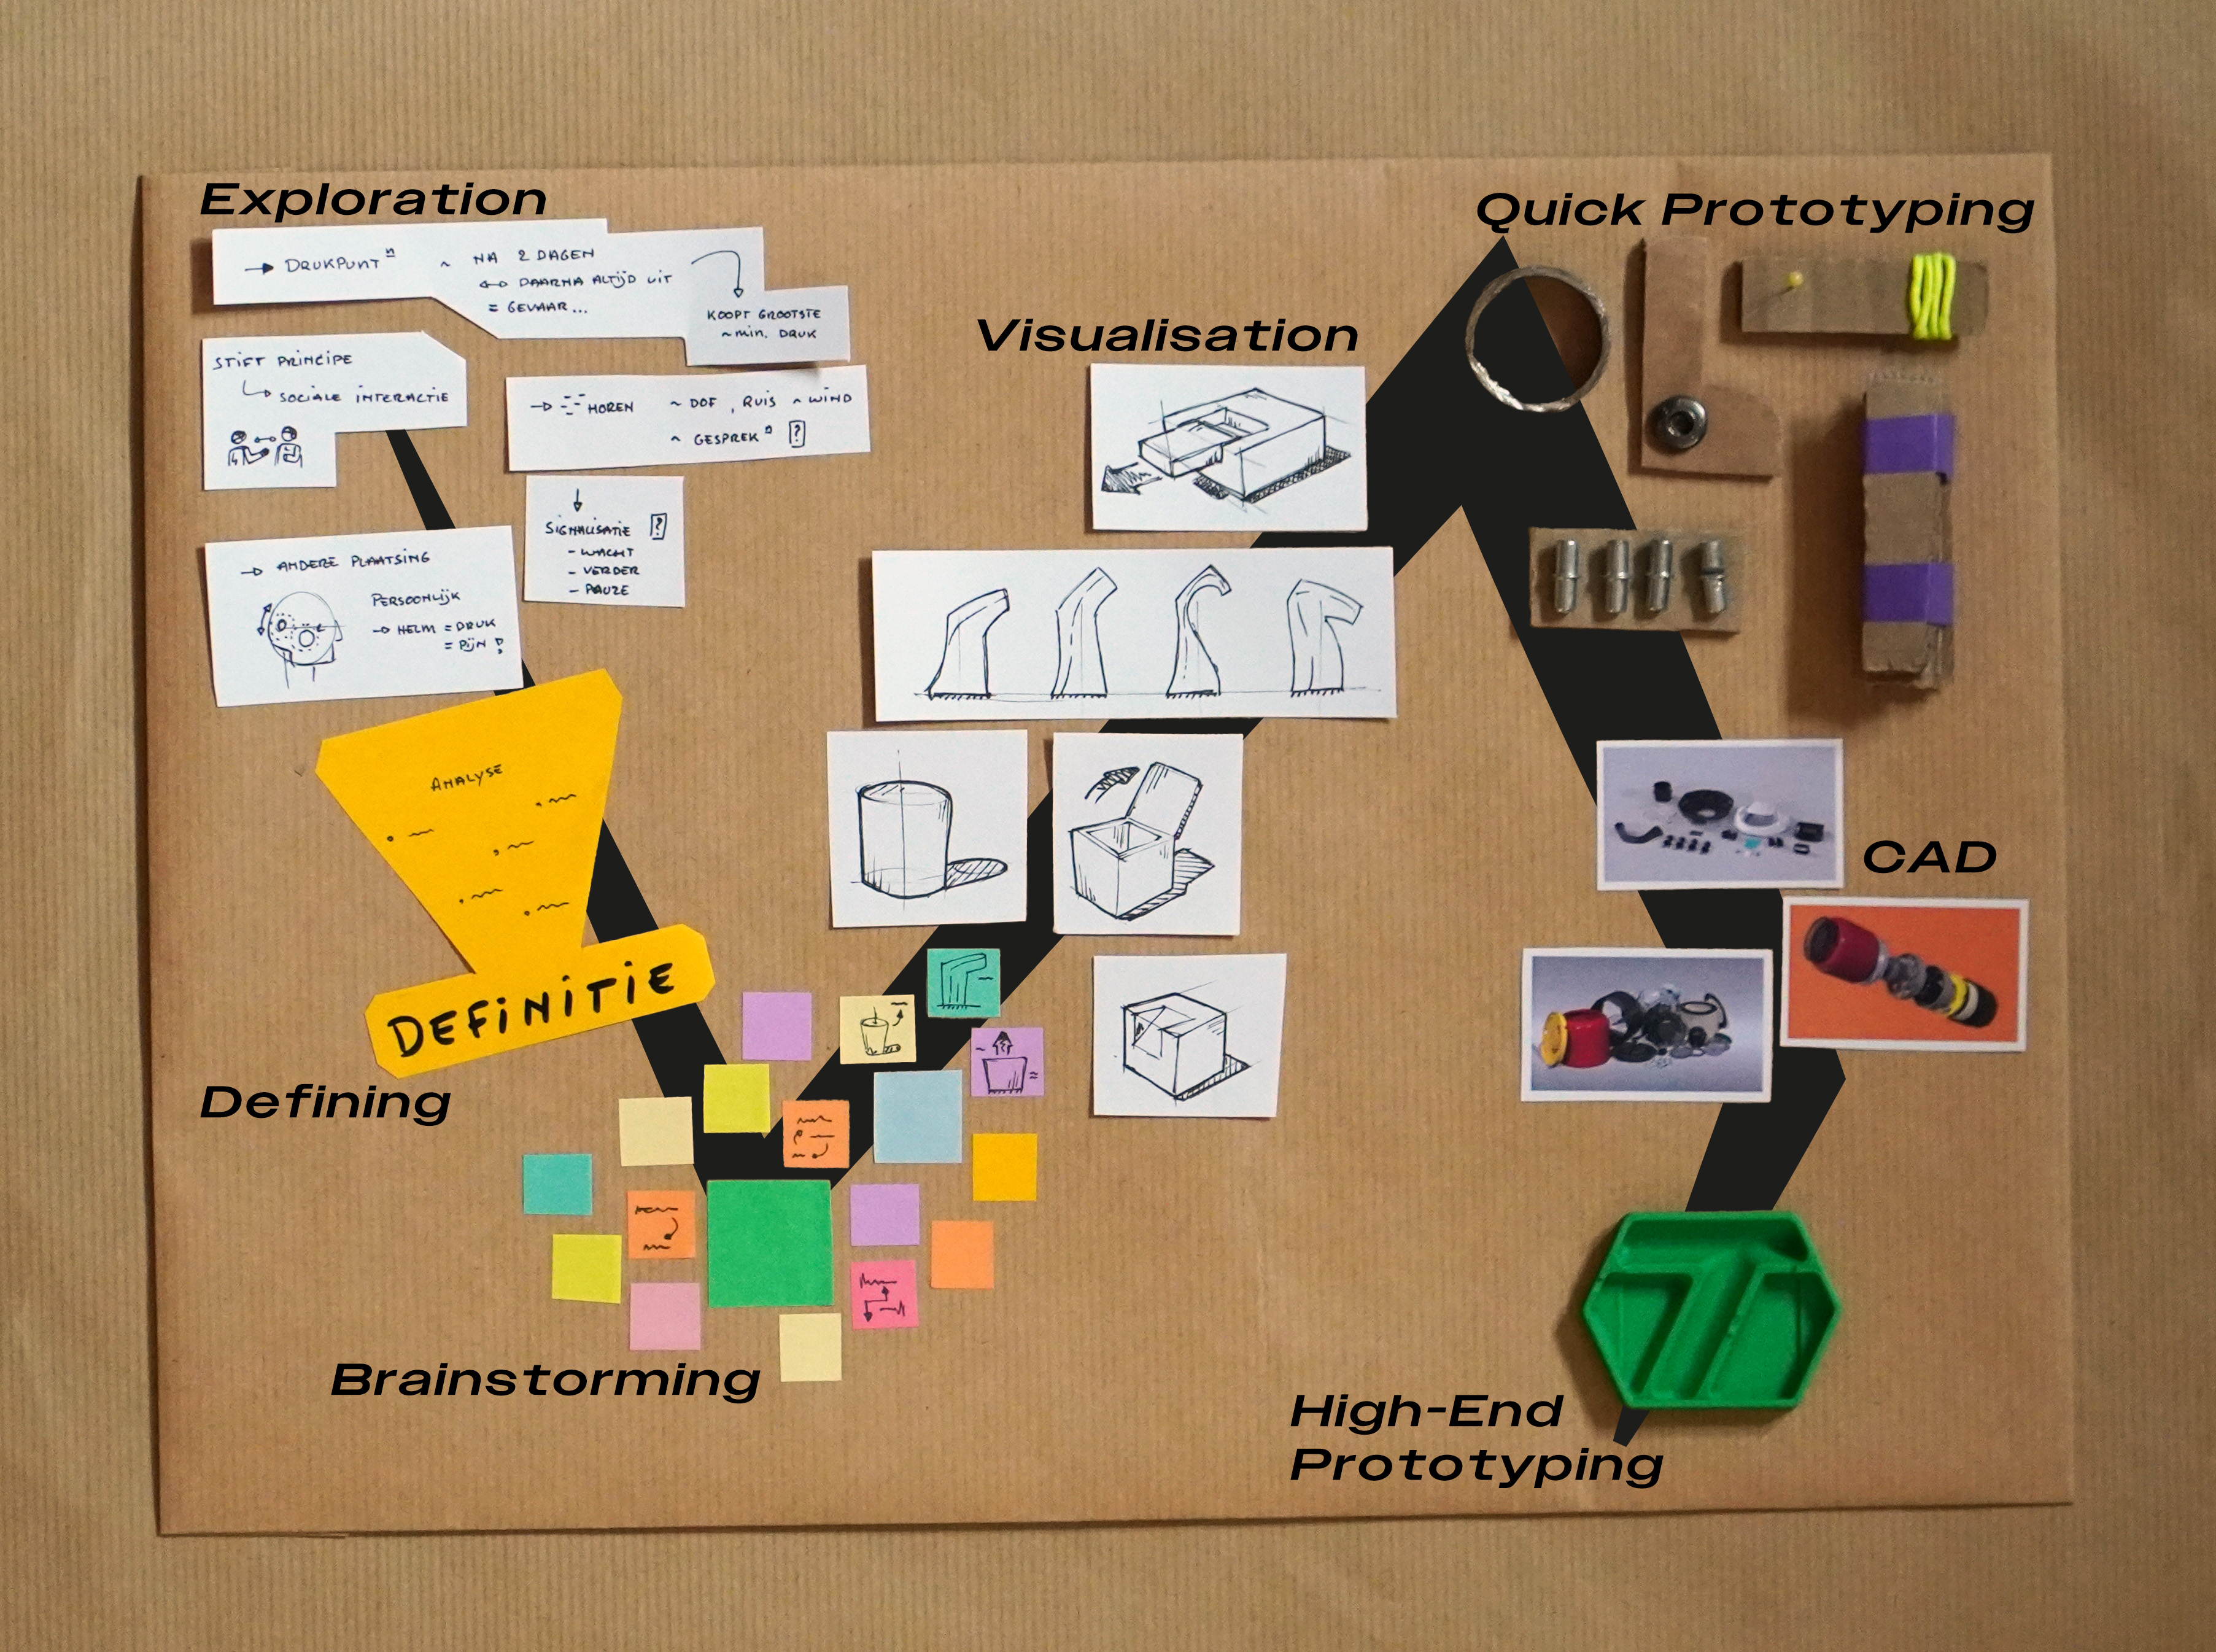 Exploration
→ DRUKPUNTⁿ ~ NA 2 DAGEN
↔ DAARNA ALTIJD UIT
= GEVAAR...
KOOPT GROOTSTE
~ min. DRUK
STIFT PRINCIPE
↳ SOCIALE INTERACTIE
→ HOREN ~ DOF, RUIS ~ WIND
~ GESPREKⁿ ?
SIGNALISATIE ?
- WACHT
- VERDER
- PAUZE
→ ANDERE PLAATSING
PERSOONLIJK
→ HELM = DRUK
= PIJN !
ANALYSE
DEFINITIE
Defining
Brainstorming
Visualisation
Quick Prototyping
CAD
High-End
Prototyping